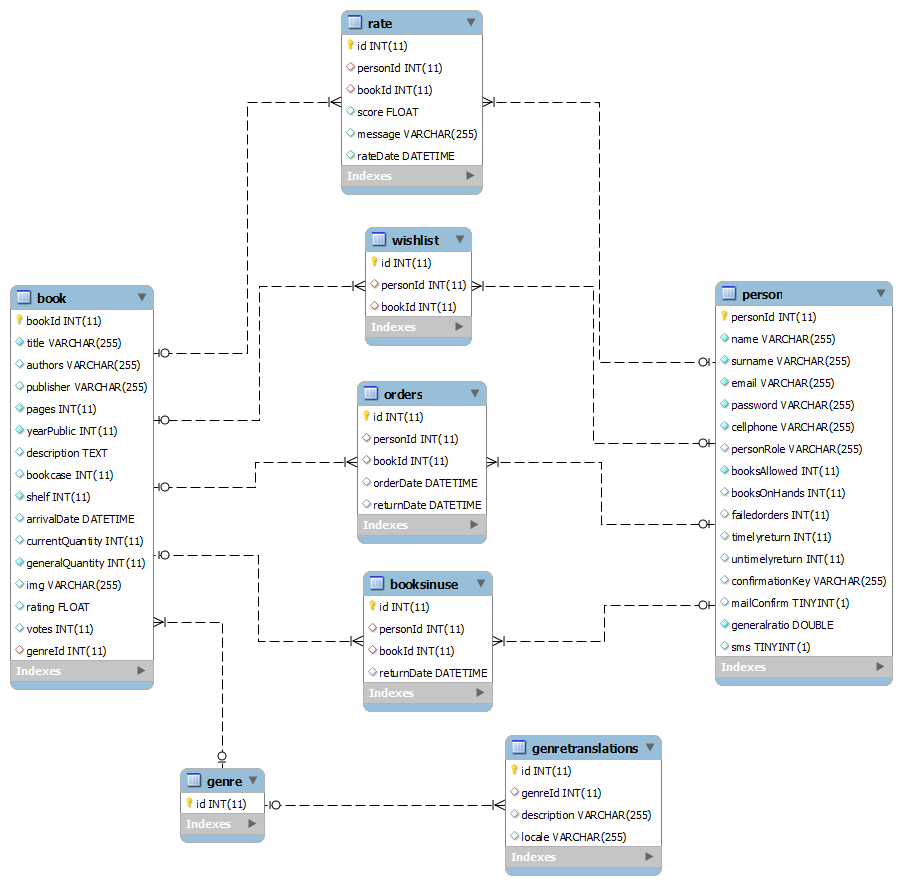 rate
id INT(11)
personId INT(11)
bookId INT(11)
score FLOAT
message VARCHAR(255)
rateDate DATETIME
Indexes
wishlist
id INT(11)
personId INT(11)
bookId INT(11)
Indexes
book
bookId INT(11)
title VARCHAR(255)
authors VARCHAR(255)
publisher VARCHAR(255)
pages INT(11)
yearPublic INT(11)
description TEXT
bookcase INT(11)
shelf INT(11)
arrivalDate DATETIME
currentQuantity INT(11)
generalQuantity INT(11)
img VARCHAR(255)
rating FLOAT
votes INT(11)
genreId INT(11)
Indexes
person
personId INT(11)
name VARCHAR(255)
surname VARCHAR(255)
email VARCHAR(255)
password VARCHAR(255)
cellphone VARCHAR(255)
personRole VARCHAR(255)
booksAllowed INT(11)
booksOnHands INT(11)
failedorders INT(11)
timelyreturn INT(11)
untimelyreturn INT(11)
confirmationKey VARCHAR(255)
mailConfirm TINYINT(1)
generalratio DOUBLE
sms TINYINT(1)
Indexes
orders
id INT(11)
personId INT(11)
bookId INT(11)
orderDate DATETIME
returnDate DATETIME
Indexes
booksinuse
id INT(11)
personId INT(11)
bookId INT(11)
returnDate DATETIME
Indexes
genre
id INT(11)
Indexes
genretranslations
id INT(11)
genreId INT(11)
description VARCHAR(255)
locale VARCHAR(255)
Indexes